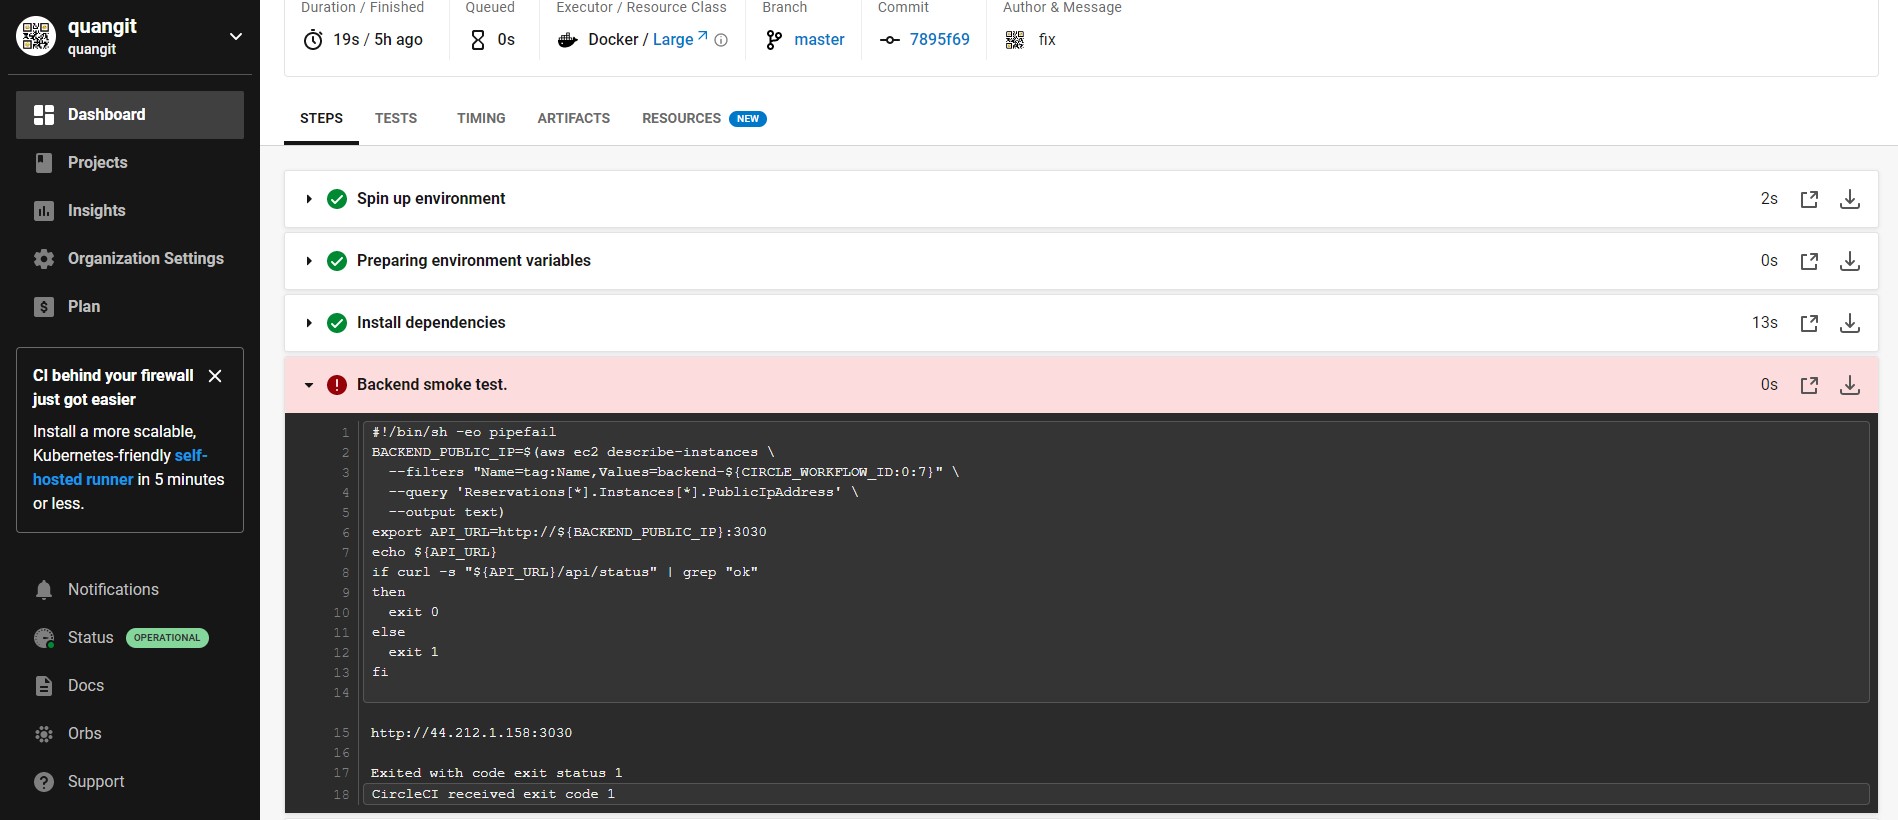 quangit
quangit
Dashboard
Projects
Insights
Organization Settings
Plan
CI behind your firewall
just got easier
Install a more scalable,
Kubernetes-friendly self-
hosted runner in 5 minutes
or less.
Notifications
Status OPERATIONAL
Docs
Orbs
Support
Duration / Finished Queued Executor / Resource Class Branch Commit Author & Message
19s / 5h ago 0s Docker / Large master 7895f69 fix
STEPS TESTS TIMING ARTIFACTS RESOURCES NEW
Spin up environment 2s
Preparing environment variables 0s
Install dependencies 13s
Backend smoke test. 0s
1 #!/bin/sh -eo pipefail
2 BACKEND_PUBLIC_IP=$(aws ec2 describe-instances \
3 --filters "Name=tag:Name,Values=backend-${CIRCLE_WORKFLOW_ID:0:7}" \
4 --query 'Reservations[*].Instances[*].PublicIpAddress' \
5 --output text)
6 export API_URL=http://${BACKEND_PUBLIC_IP}:3030
7 echo ${API_URL}
8 if curl -s "${API_URL}/api/status" | grep "ok"
9 then
10 exit 0
11 else
12 exit 1
13 fi
14
15 http://44.212.1.158:3030
16
17 Exited with code exit status 1
18 CircleCI received exit code 1